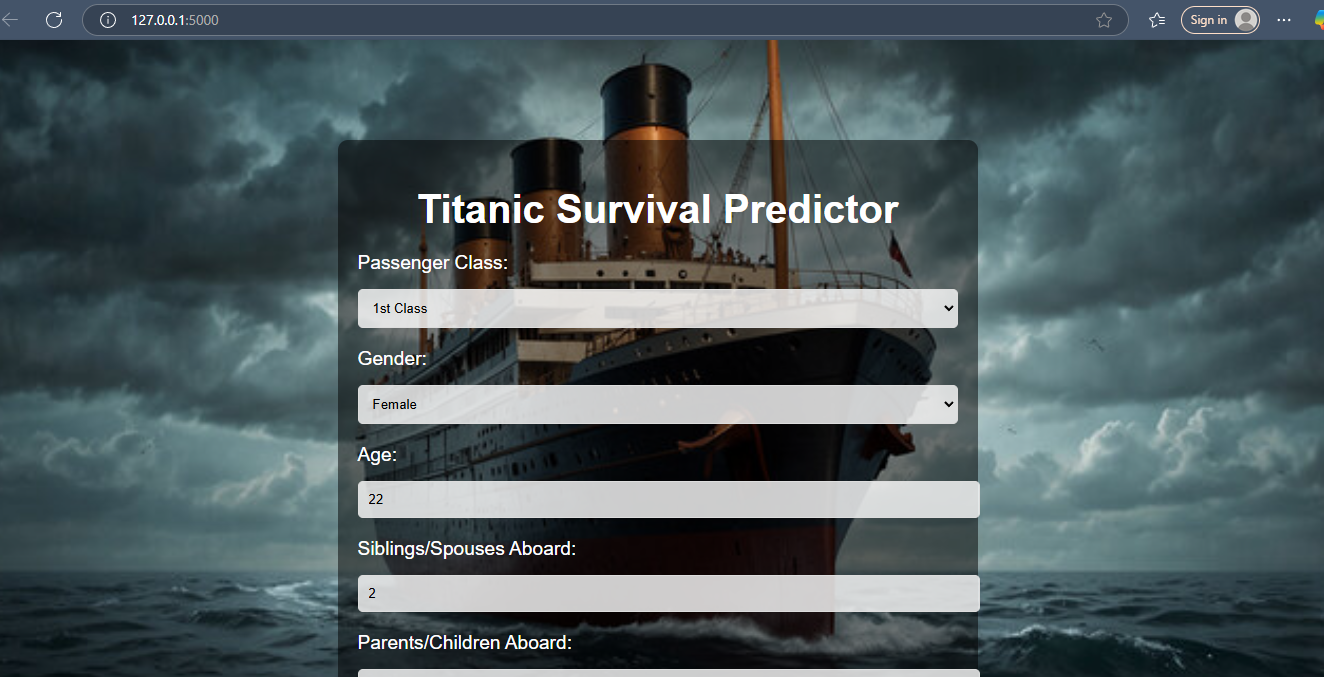 127.0.0.1:5000
Sign in
Titanic Survival Predictor
Passenger Class:
1st Class
Gender:
Female
Age:
22
Siblings/Spouses Aboard:
2
Parents/Children Aboard: